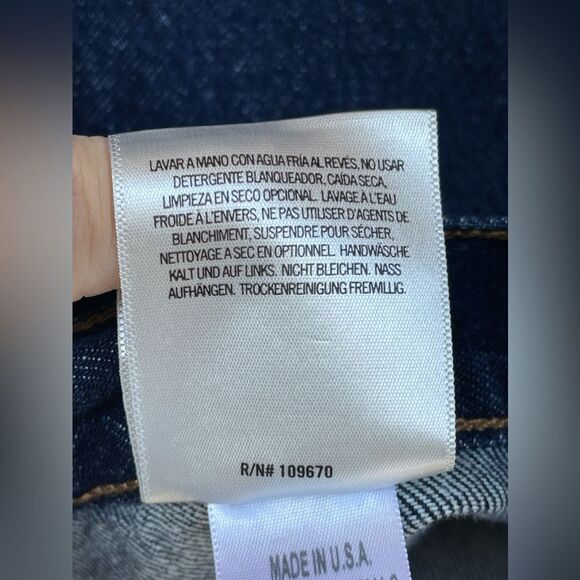 LAVAR A MANO CON AGUA FRIA AL REVÉS, NO USAR
DETERGENTE BLANQUEADOR, CAÍDA SECA,
LIMPIEZA EN SECO OPCIONAL. LAVAGE À L'EAU
FROIDE À L'ENVERS, NE PAS UTILISER D'AGENTS DE
BLANCHIMENT, SUSPENDRE POUR SÉCHER.
NETTOYAGE A SEC EN OPTIONNEL. HANDWÄSCHE
KALT UND AUF LINKS. NICHT BLEICHEN. NASS
AUFHÄNGEN. TROCKENREINIGUNG FREIWILLIG.
R/N# 109670
MADE IN U.S.A.